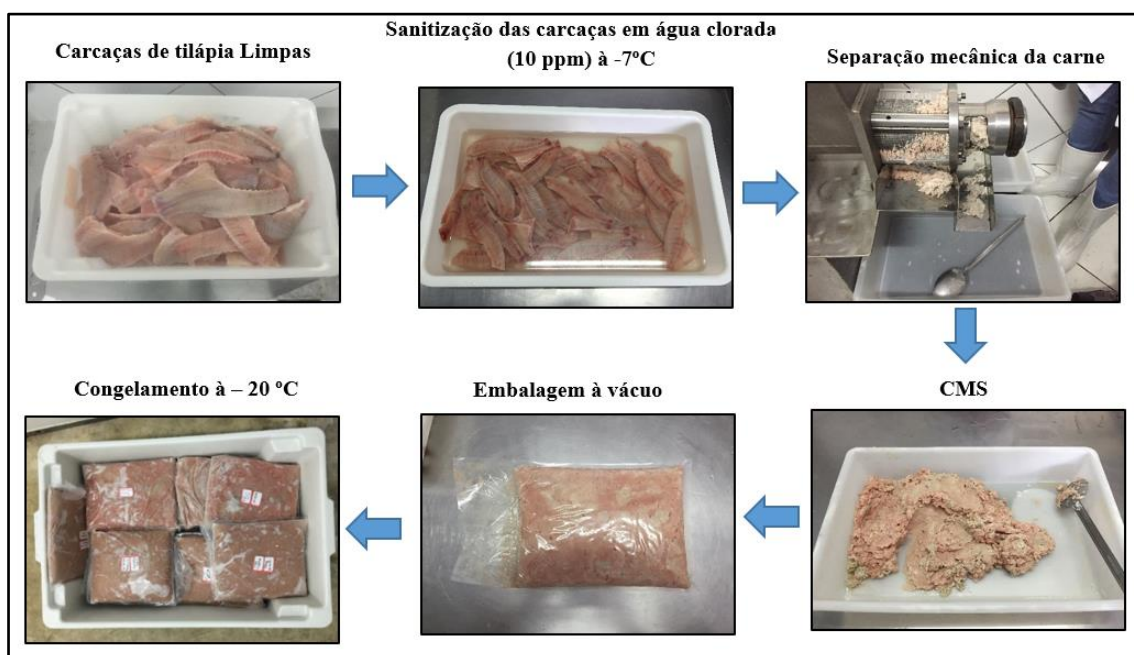 Carcaças de tilápia Limpas
Sanitização das carcaças em água clorada
(10 ppm) à -7ºC
Separação mecânica da carne
Congelamento à – 20 ºC
Embalagem à vácuo
CMS